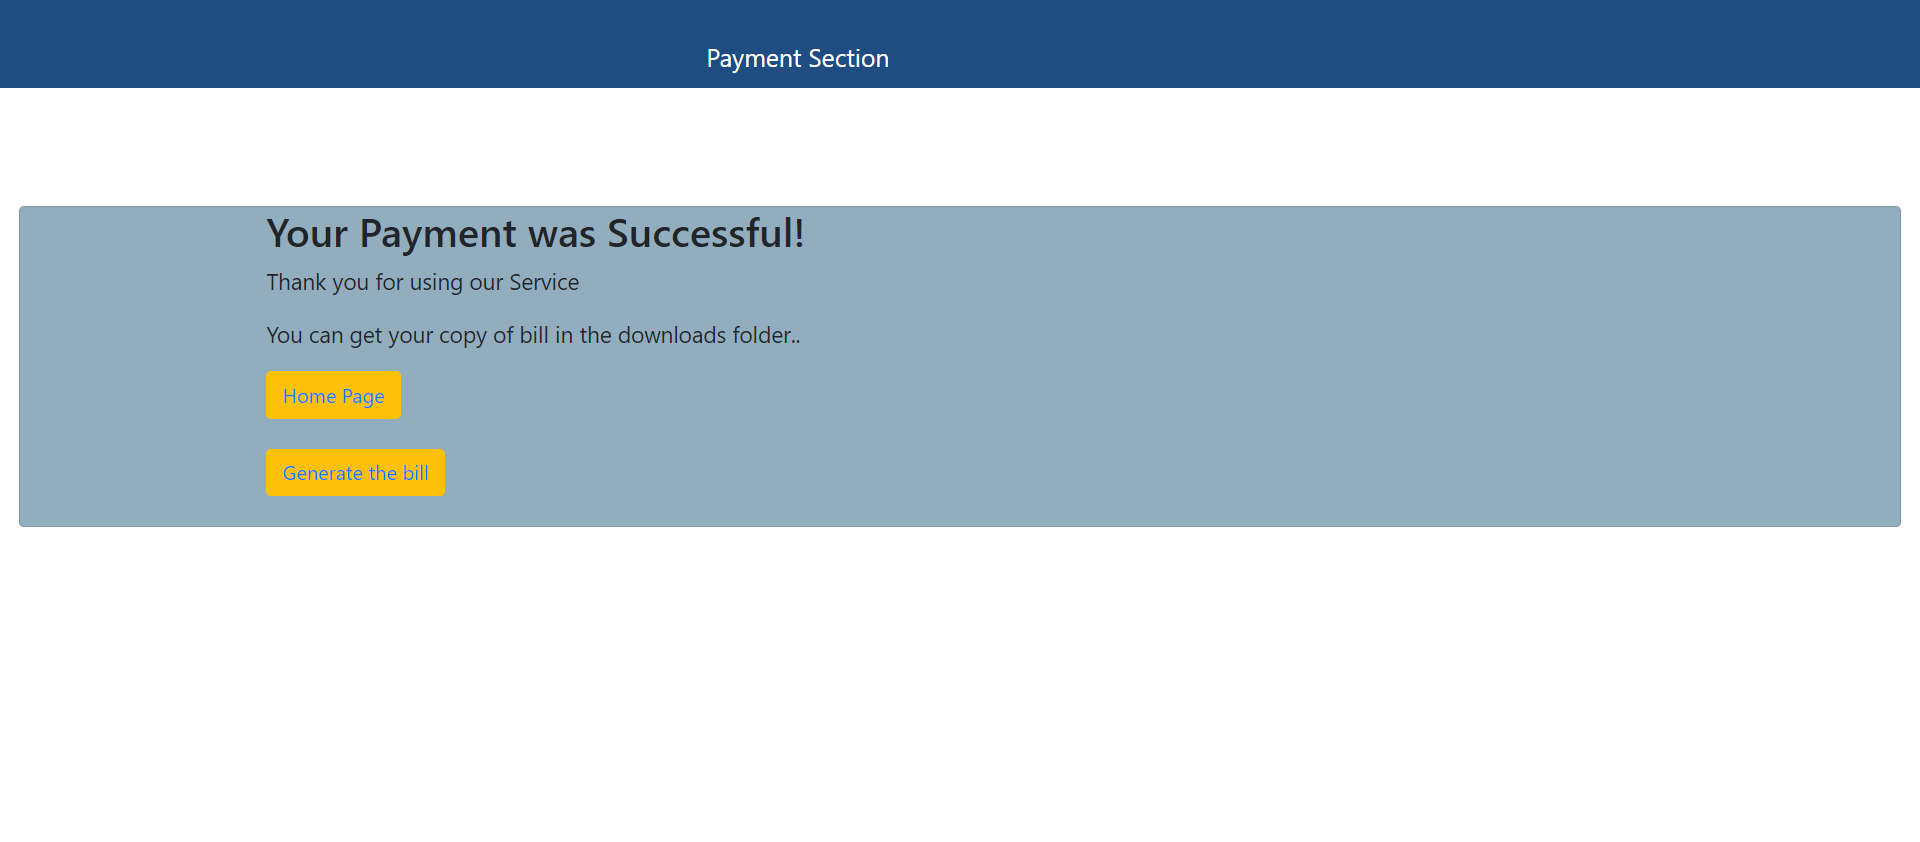 Payment Section
Your Payment was Successful!
Thank you for using our Service
You can get your copy of bill in the downloads folder..
Home Page
Generate the bill